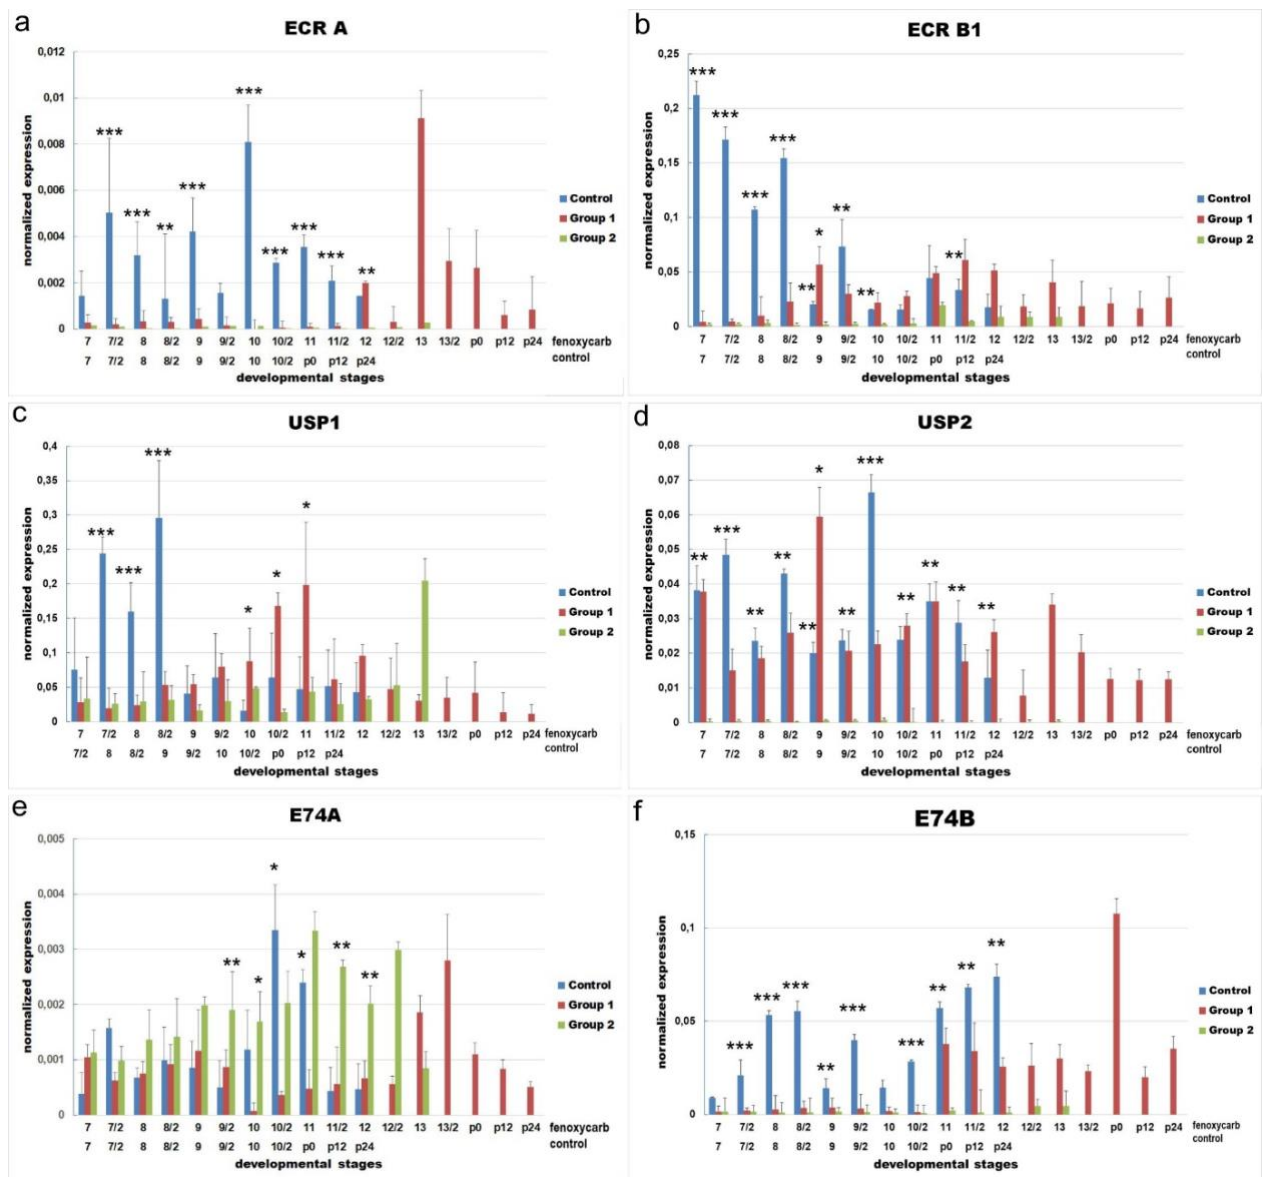 a
ECR A
0,012
0,01
0,008
0,006
0,004
0,002
0
normalized expression
*** *** ** *** *** *** *** *** **
Control
Group 1
Group 2
7 7/2 8 8/2 9 9/2 10 10/2 11 11/2 12 12/2 13 13/2 p0 p12 p24 fenoxycarb
7 7/2 8 8/2 9 9/2 10 10/2 p0 p12 p24 control
developmental stages
b
ECR B1
0,25
0,2
0,15
0,1
0,05
0
normalized expression
*** *** *** *** ** * ** ** **
Control
Group 1
Group 2
7 7/2 8 8/2 9 9/2 10 10/2 11 11/2 12 12/2 13 13/2 p0 p12 p24 fenoxycarb
7 7/2 8 8/2 9 9/2 10 10/2 p0 p12 p24 control
developmental stages
c
USP1
0,4
0,35
0,3
0,25
0,2
0,15
0,1
0,05
0
normalized expression
*** *** *** * * *
Control
Group 1
Group 2
7 7/2 8 8/2 9 9/2 10 10/2 11 11/2 12 12/2 13 13/2 p0 p12 p24 fenoxycarb
7/2 8 8/2 9 9/2 10 10/2 p0 p12 p24 control
developmental stages
d
USP2
0,08
0,07
0,06
0,05
0,04
0,03
0,02
0,01
0
normalized expression
** *** ** ** ** * ** *** ** ** ** **
Control
Group 1
Group 2
7 7/2 8 8/2 9 9/2 10 10/2 11 11/2 12 12/2 13 13/2 p0 p12 p24 fenoxycarb
7 7/2 8 8/2 9 9/2 10 10/2 p0 p12 p24 control
developmental stages
e
E74A
0,005
0,004
0,003
0,002
0,001
0
normalized expression
** * * * ** **
Control
Group 1
Group 2
7 7/2 8 8/2 9 9/2 10 10/2 11 11/2 12 12/2 13 13/2 p0 p12 p24 fenoxycarb
7 7/2 8 8/2 9 9/2 10 10/2 p0 p12 p24 control
developmental stages
f
E74B
0,15
0,1
0,05
0
normalized expression
*** *** *** ** *** *** ** ** **
Control
Group 1
Group 2
7 7/2 8 8/2 9 9/2 10 10/2 11 11/2 12 12/2 13 13/2 p0 p12 p24 fenoxycarb
7 7/2 8 8/2 9 9/2 10 10/2 p0 p12 p24 control
developmental stages